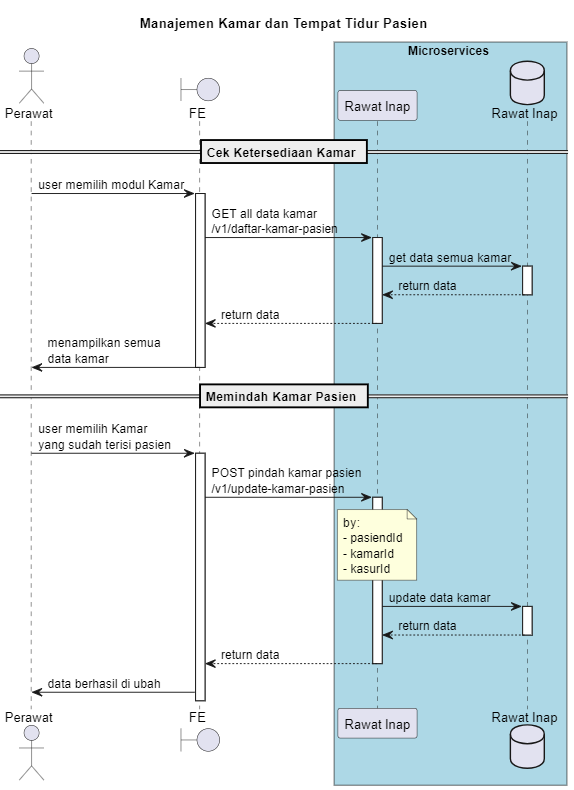 Manajemen Kamar dan Tempat Tidur Pasien
Microservices
Perawat
FE
Rawat Inap
Rawat Inap
Cek Ketersediaan Kamar
user memilih modul Kamar
GET all data kamar
/v1/daftar-kamar-pasien
get data semua kamar
return data
return data
menampilkan semua
data kamar
Memindah Kamar Pasien
user memilih Kamar
yang sudah terisi pasien
POST pindah kamar pasien
/v1/update-kamar-pasien
by:
- pasiendId
- kamarId
- kasurId
update data kamar
return data
return data
data berhasil di ubah
Perawat
FE
Rawat Inap
Rawat Inap